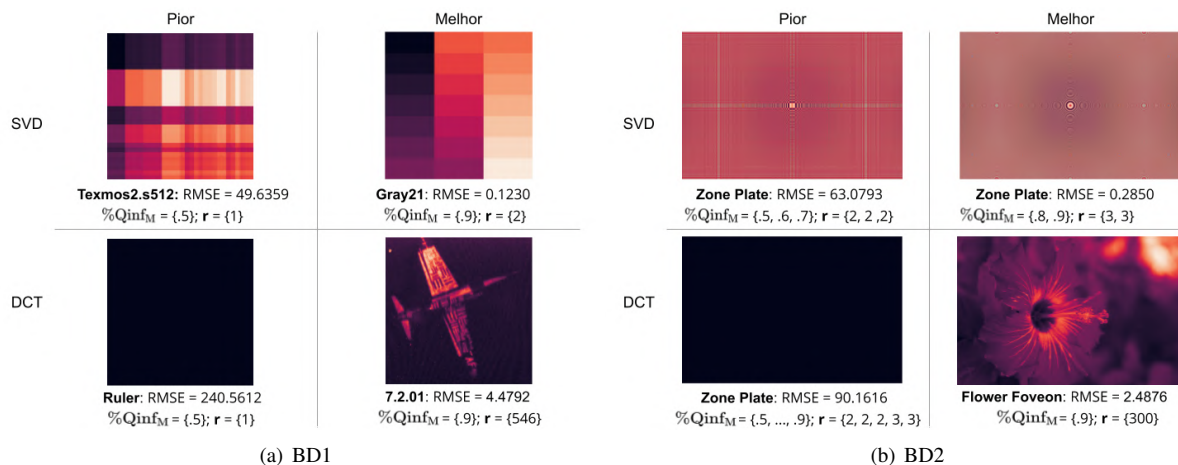 Pior
Melhor
SVD
Texmos2.s512: RMSE = 49.6359
%Qinf_M = {.5}; r = {1}
Gray21: RMSE = 0.1230
%Qinf_M = {.9}; r = {2}
DCT
Ruler: RMSE = 240.5612
%Qinf_M = {.5}; r = {1}
7.2.01: RMSE = 4.4792
%Qinf_M = {.9}; r = {546}
(a) BD1
Pior
Melhor
SVD
Zone Plate: RMSE = 63.0793
%Qinf_M = {.5, .6, .7}; r = {2, 2 ,2}
Zone Plate: RMSE = 0.2850
%Qinf_M = {.8, .9}; r = {3, 3}
DCT
Zone Plate: RMSE = 90.1616
%Qinf_M = {.5, ..., .9}; r = {2, 2, 2, 3, 3}
Flower Foveon: RMSE = 2.4876
%Qinf_M = {.9}; r = {300}
(b) BD2